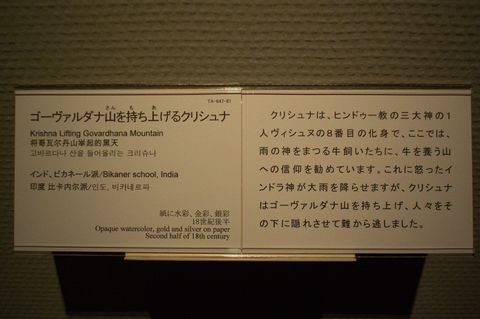 TA-647-81
さん も あ
ゴーヴァルダナ山を持ち上げるクリシュナ
Krishna Lifting Govardhana Mountain
将哥瓦尔丹山举起的黑天
고바르다나 산을 들어올리는 크리슈나
インド、ビカネール派/Bikaner school, India
印度 比卡内尔派/인도, 비카네르파
紙に水彩、金彩、銀彩
18世紀後半
Opaque watercolor, gold and silver on paper
Second half of 18th century
クリシュナは、ヒンドゥー教の三大神の1
人ヴィシュヌの8番目の化身で、ここでは、
雨の神をまつる牛飼いたちに、牛を養う山
への信仰を勧めています。これに怒ったイ
ンドラ神が大雨を降らせますが、クリシュナ
はゴーヴァルダナ山を持ち上げ、人々をそ
の下に隠れさせて難から逃しました。